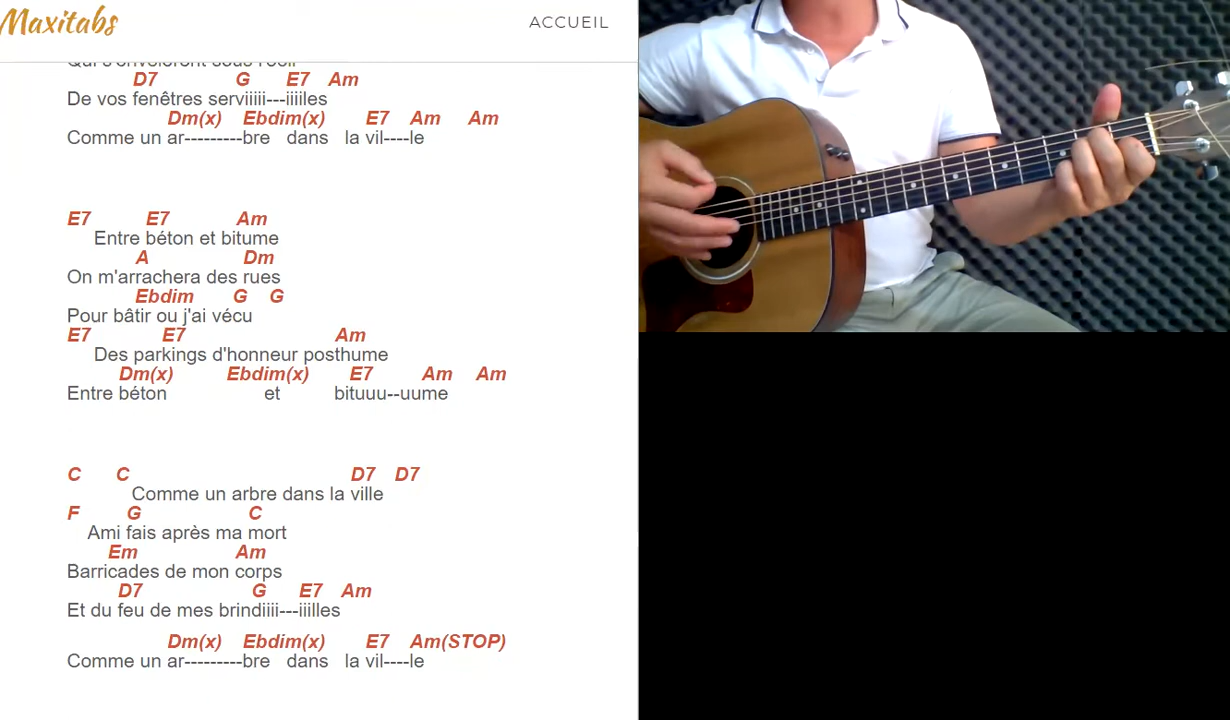 Maxitabs
ACCUEIL
D7 G E7 Am
De vos fenêtres serviiiii---iiiiles
Dm(x) Ebdim(x) E7 Am Am
Comme un ar---------bre dans la vil----le
E7 E7 Am
Entre béton et bitume
A Dm
On m'arrachera des rues
Ebdim G G
Pour bâtir ou j'ai vécu
E7 E7 Am
Des parkings d'honneur posthume
Dm(x) Ebdim(x) E7 Am Am
Entre béton et bituuu--uume
C C D7 D7
Comme un arbre dans la ville
F G C
Ami fais après ma mort
Em Am
Barricades de mon corps
D7 G E7 Am
Et du feu de mes brindiiii---iiilles
Dm(x) Ebdim(x) E7 Am(STOP)
Comme un ar---------bre dans la vil----le